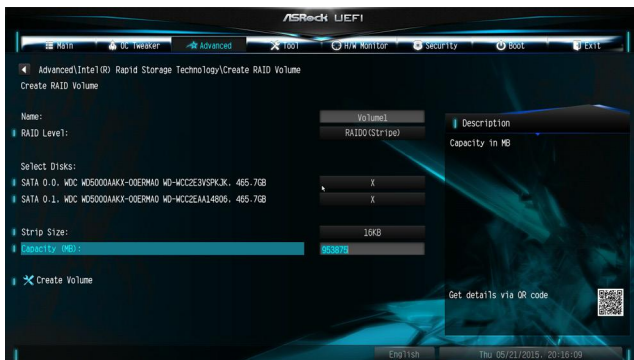 ASRock UEFI
Main OC Tweaker Advanced Tool H/W Monitor Security Boot Exit
Advanced\Intel(R) Rapid Storage Technology\Create RAID Volume
Create RAID Volume
Name: Volume1
RAID Level: RAID0(Stripe)
Select Disks:
SATA 0.0. WDC WD5000AAKX-00ERMA0 WD-WCC2E3VSPKJK. 465.7GB X
SATA 0.1. WDC WD5000AAKX-00ERMA0 WD-WCC2EAA14806. 465.7GB X
Strip Size: 16KB
Capacity (MB): 953875
Create Volume
Description
Capacity in MB
Get details via QR code
English Thu 05/21/2015. 20:16:09